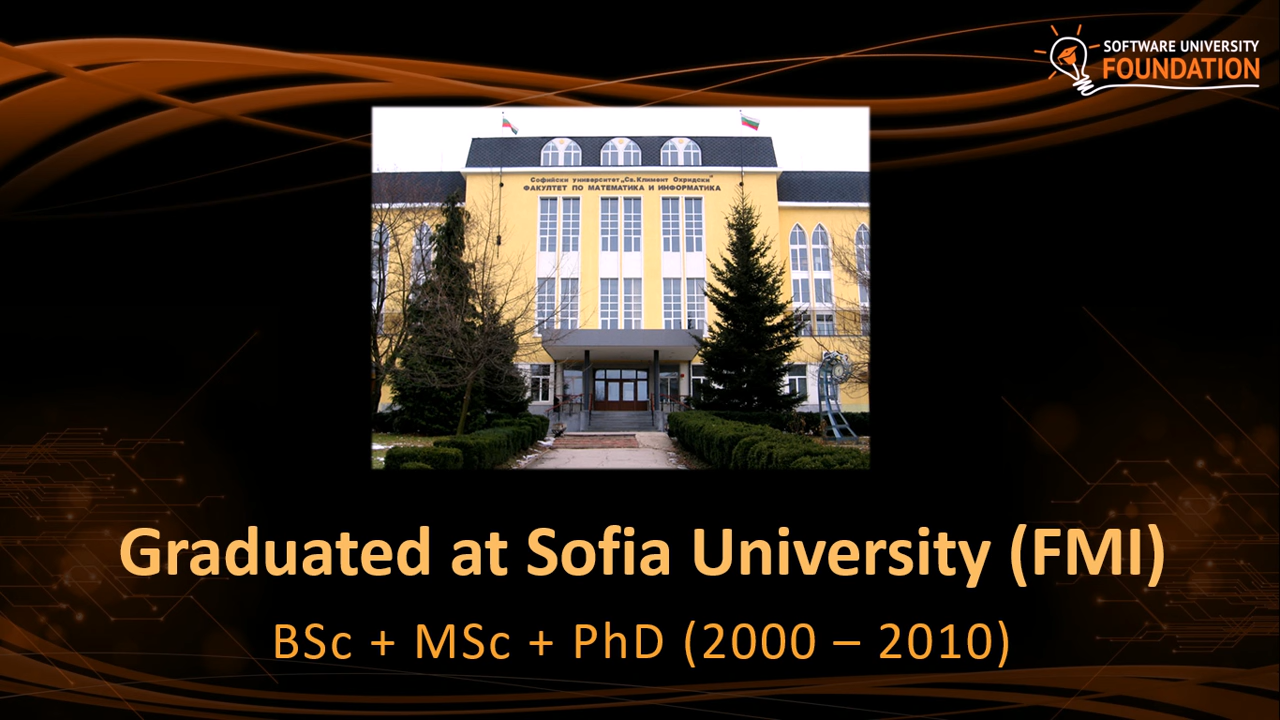 SOFTWARE UNIVERSITY
FOUNDATION
Софийски университет „Св. Климент Охридски"
ФАКУЛТЕТ ПО МАТЕМАТИКА И ИНФОРМАТИКА
Graduated at Sofia University (FMI)
BSc + MSc + PhD (2000 – 2010)